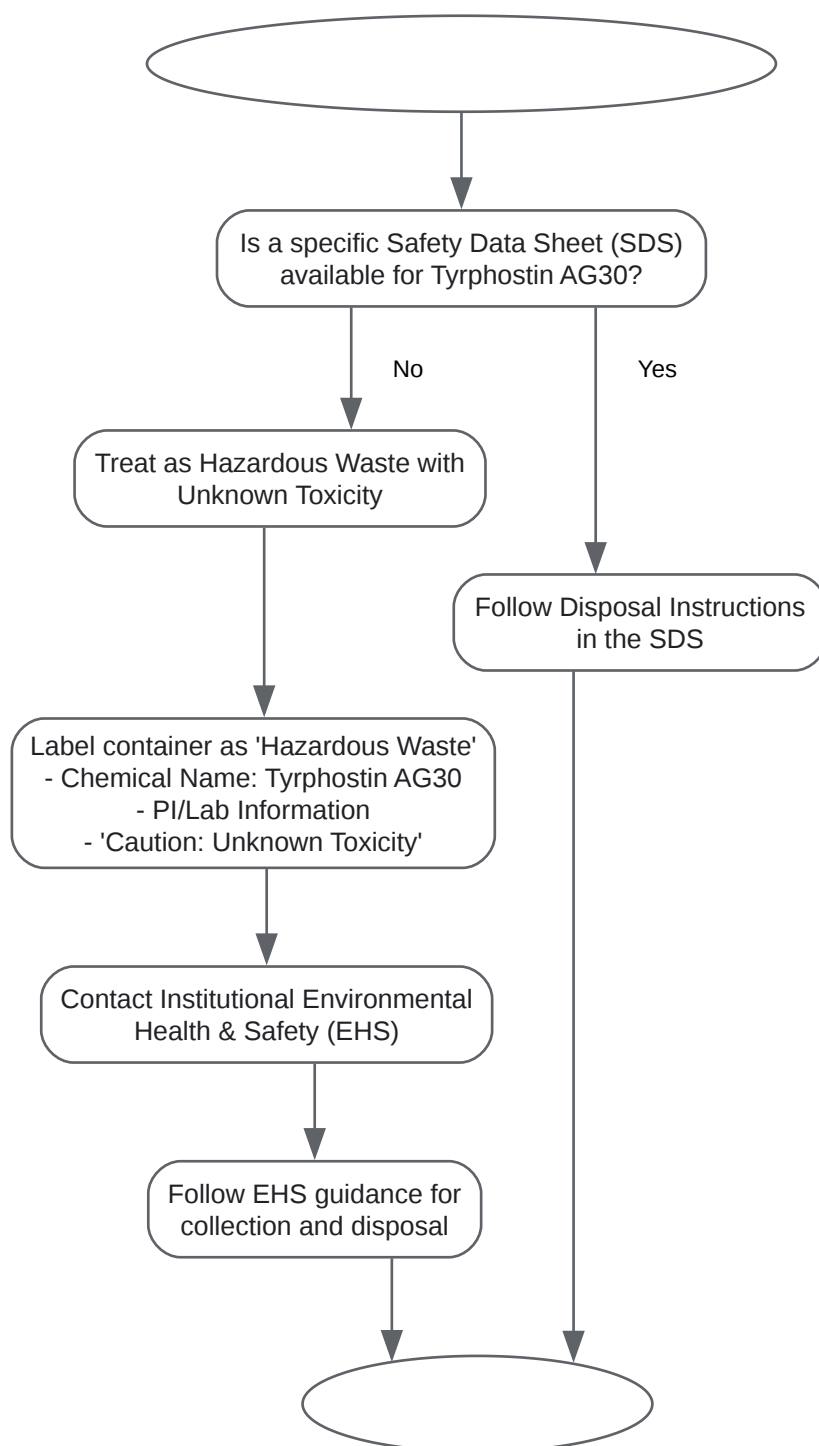 Is a specific Safety Data Sheet (SDS)
available for Tyrphostin AG30?
No
Yes
Treat as Hazardous Waste with
Unknown Toxicity
Follow Disposal Instructions
in the SDS
Label container as 'Hazardous Waste'
- Chemical Name: Tyrphostin AG30
- PI/Lab Information
- 'Caution: Unknown Toxicity'
Contact Institutional Environmental
Health & Safety (EHS)
Follow EHS guidance for
collection and disposal